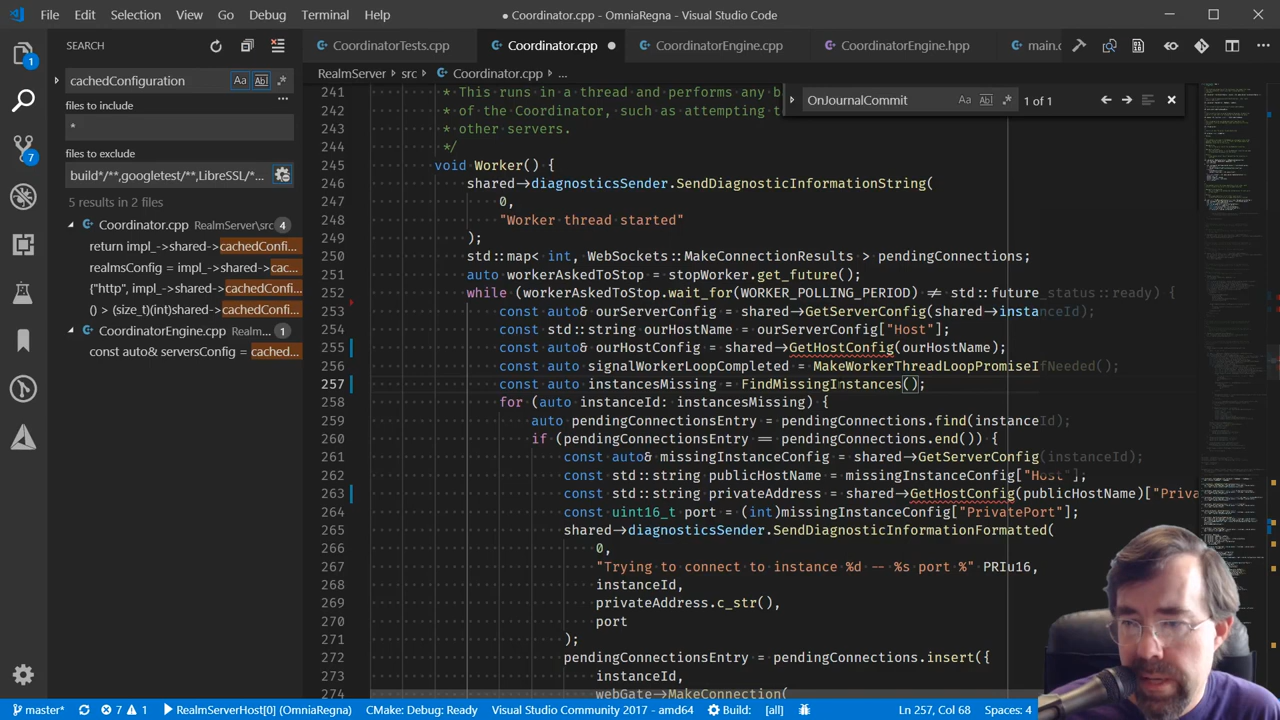 File Edit Selection View Go Debug Terminal Help
● Coordinator.cpp - OmniaRegna - Visual Studio Code
SEARCH
CoordinatorTests.cpp Coordinator.cpp ● CoordinatorEngine.cpp CoordinatorEngine.hpp main.c
cachedConfiguration Aa Abl .*
RealmServer > src > Coordinator.cpp > ...
files to include
*
files to exclude
build*/**,googletest/**,LibreSSL/*...
5 results in 2 files
Coordinator.cpp RealmServer\src 4
return impl_->shared->cachedConfi...
realmsConfig = impl_->shared->cac...
{"http", impl_->shared->cachedConfi...
() > (size_t)(int)shared->cachedConfi...
CoordinatorEngine.cpp Realm... 1
const auto& serversConfig = cached...
1
7
OnJournalCommit Aa Abl .* 1 of 1
241 * This runs in a thread and performs any b
242 * of the coordinator, such as attempting t
243 * other servers.
244 */
245 void Worker() {
246 shared->diagnosticsSender.SendDiagnosticInformationString(
247 0,
248 "Worker thread started"
249 );
250 std::map< int, WebSockets::MakeConnectionResults > pendingConnections;
251 auto workerAskedToStop = stopWorker.get_future();
252 while (workerAskedToStop.wait_for(WORKER_POLLING_PERIOD) != std::future_status::ready) {
253 const auto& ourServerConfig = shared->GetServerConfig(shared->instanceId);
254 const std::string ourHostName = ourServerConfig["Host"];
255 const auto& ourHostConfig = shared->GetHostConfig(ourHostName);
256 const auto signalWorkerLoopCompleted = MakeWorkerThreadLoopPromiseIfNeeded();
257 const auto instancesMissing = FindMissingInstances();
258 for (auto instanceId: instancesMissing) {
259 auto pendingConnectionsEntry = pendingConnections.find(instanceId);
260 if (pendingConnectionsEntry == pendingConnections.end()) {
261 const auto& missingInstanceConfig = shared->GetServerConfig(instanceId);
262 const std::string publicHostName = missingInstanceConfig["Host"];
263 const std::string privateAddress = shared->GetHostConfig(publicHostName)["Priva
264 const uint16_t port = (int)missingInstanceConfig["PrivatePort"];
265 shared->diagnosticsSender.SendDiagnosticInformationFormatted(
266 0,
267 "Trying to connect to instance %d -- %s port %" PRIu16,
268 instanceId,
269 privateAddress.c_str(),
270 port
271 );
272 pendingConnectionsEntry = pendingConnections.insert({
273 instanceId,
274 webGate->MakeConnection(
master* 7 1 RealmServerHost[0] (OmniaRegna) CMake: Debug: Ready Visual Studio Community 2017 - amd64 Build: [all] Ln 257, Col 68 Spaces: 4